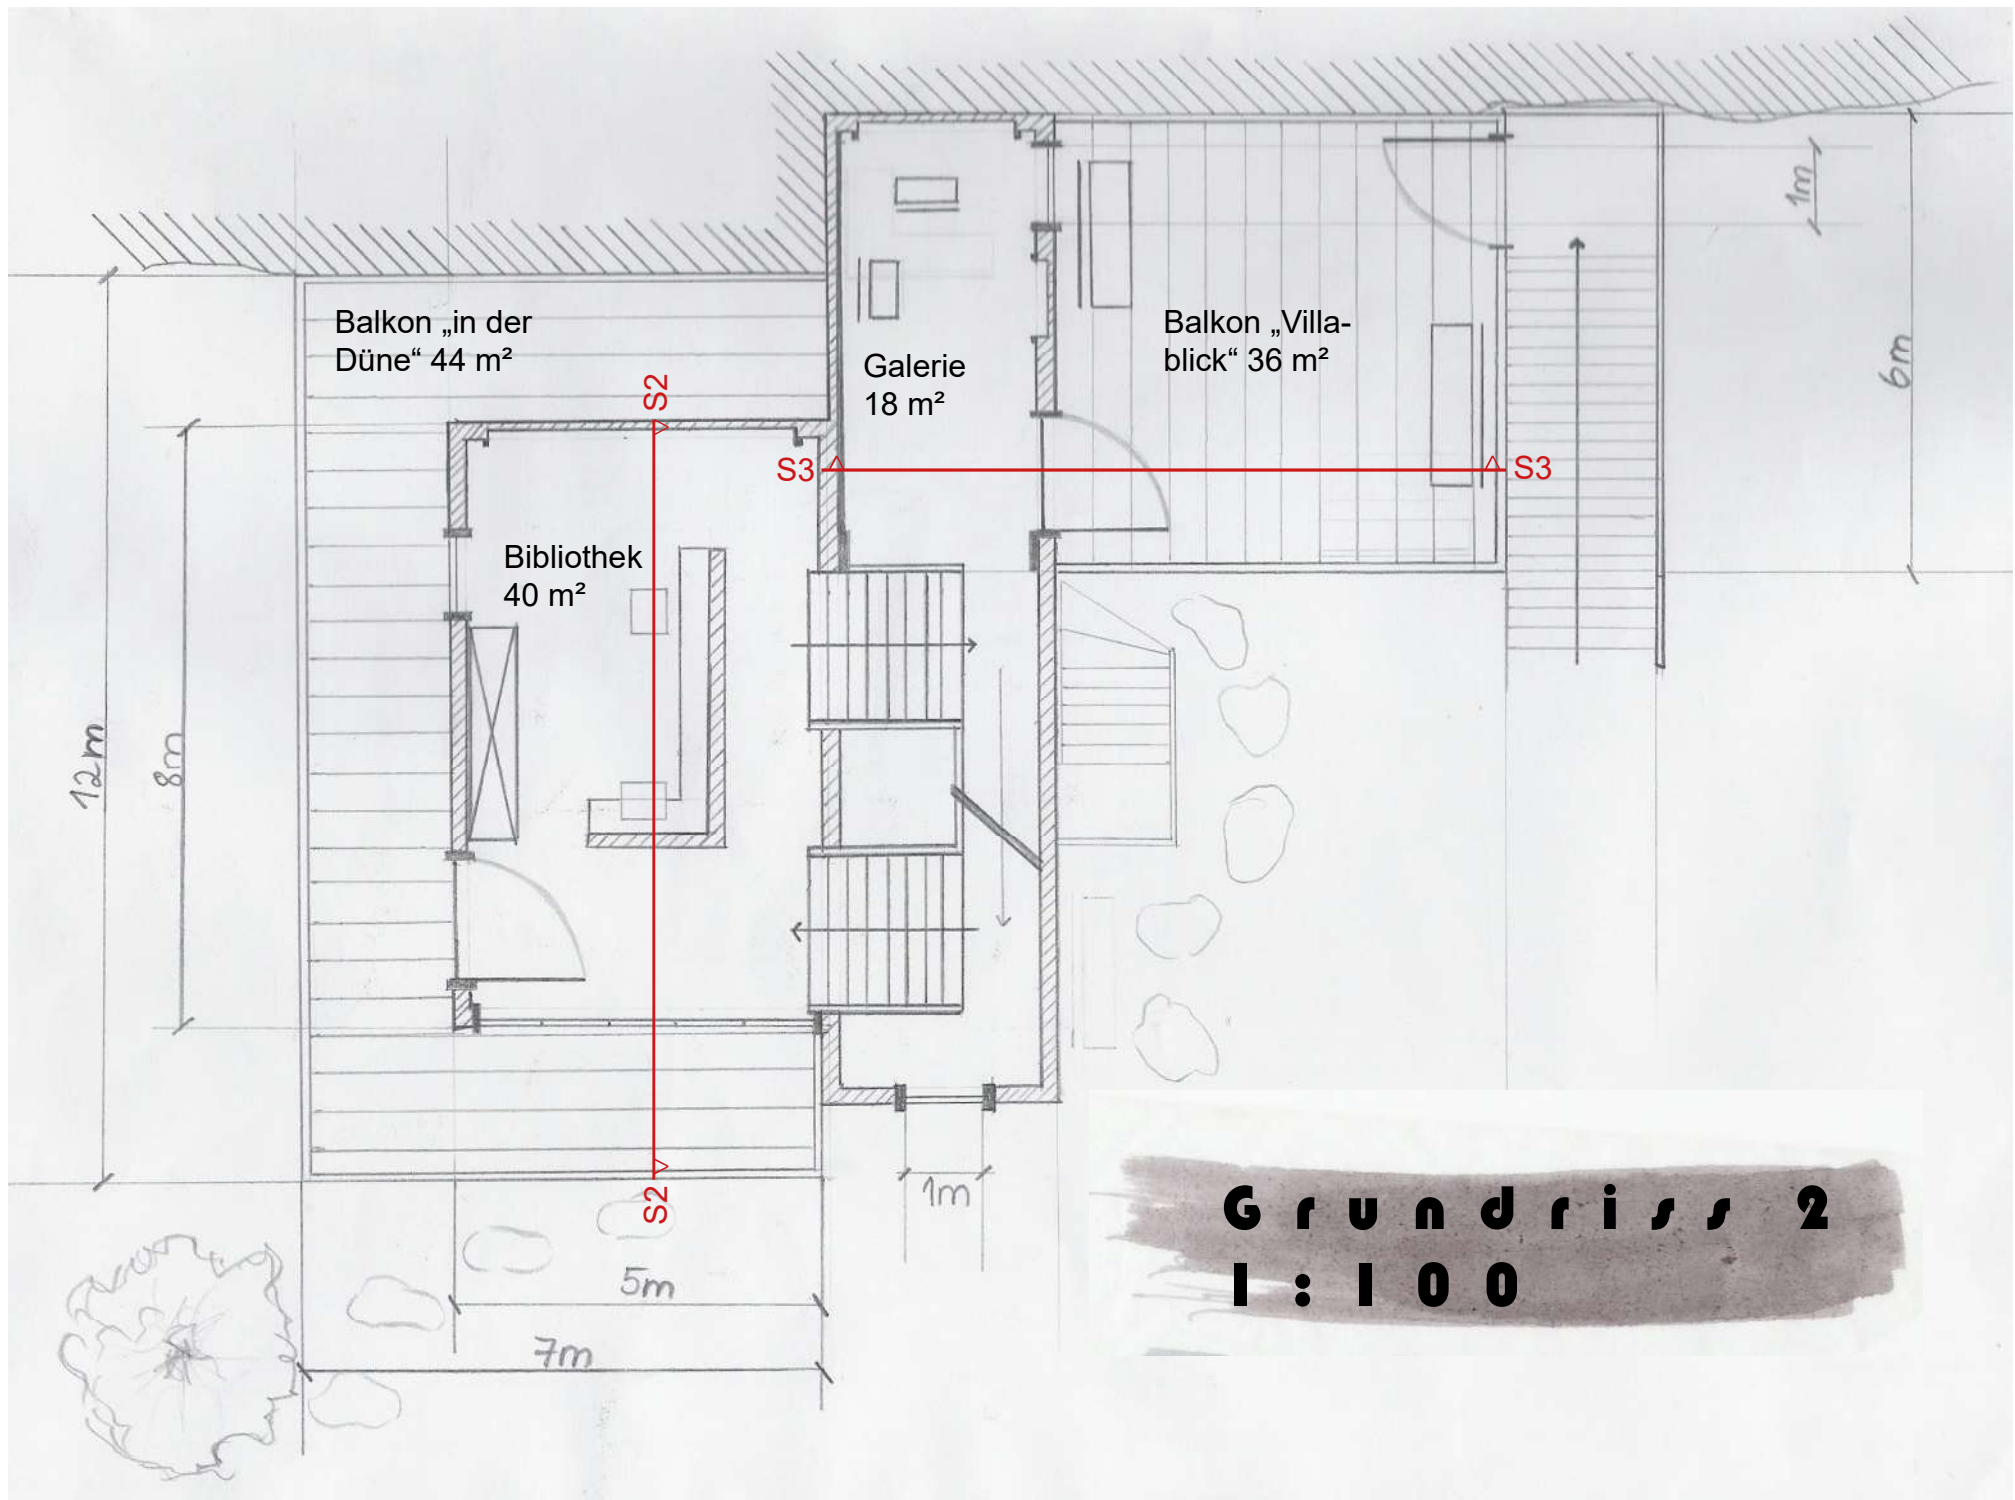 1m
6m
Balkon „in der
Düne“ 44 m²
Balkon „Villa-
blick“ 36 m²
Galerie
18 m²
S2
S3
S3
Bibliothek
40 m²
12m
8m
S2
1m
5m
7m
Grundriss 2
1:100